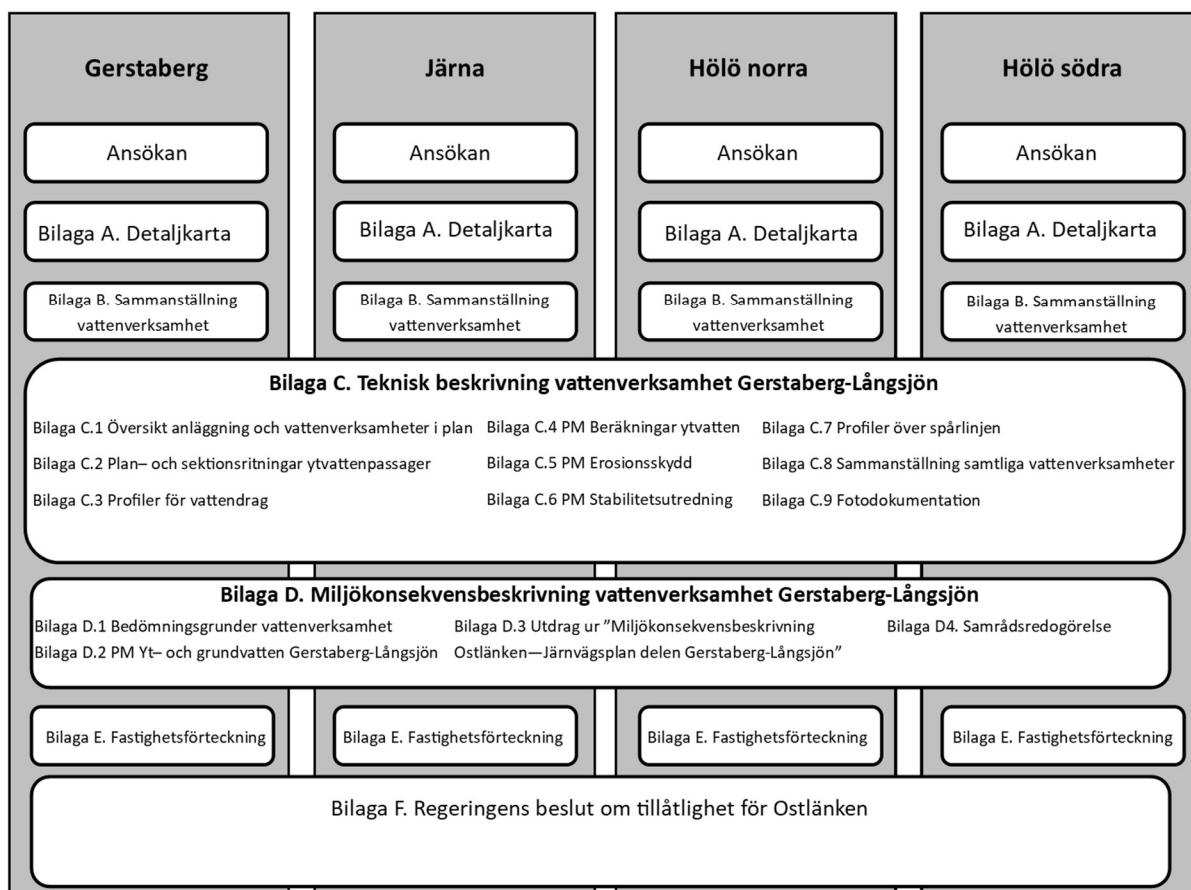 Gerstaberg
Järna
Hölö norra
Hölö södra
Ansökan
Ansökan
Ansökan
Ansökan
Bilaga A. Detaljkarta
Bilaga A. Detaljkarta
Bilaga A. Detaljkarta
Bilaga A. Detaljkarta
Bilaga B. Sammanställning
vattenverksamhet
Bilaga B. Sammanställning
vattenverksamhet
Bilaga B. Sammanställning
vattenverksamhet
Bilaga B. Sammanställning
vattenverksamhet
Bilaga C. Teknisk beskrivning vattenverksamhet Gerstaberg-Långsjön
Bilaga C.1 Översikt anläggning och vattenverksamheter i plan
Bilaga C.2 Plan– och sektionsritningar ytvattenpassager
Bilaga C.3 Profiler för vattendrag
Bilaga C.4 PM Beräkningar ytvatten
Bilaga C.5 PM Erosionsskydd
Bilaga C.6 PM Stabilitetsutredning
Bilaga C.7 Profiler över spårlinjen
Bilaga C.8 Sammanställning samtliga vattenverksamheter
Bilaga C.9 Fotodokumentation
Bilaga D. Miljökonsekvensbeskrivning vattenverksamhet Gerstaberg-Långsjön
Bilaga D.1 Bedömningsgrunder vattenverksamhet
Bilaga D.2 PM Yt– och grundvatten Gerstaberg-Långsjön
Bilaga D.3 Utdrag ur ”Miljökonsekvensbeskrivning
Ostlänken—Järnvägsplan delen Gerstaberg-Långsjön”
Bilaga D4. Samrådsredogörelse
Bilaga E. Fastighetsförteckning
Bilaga E. Fastighetsförteckning
Bilaga E. Fastighetsförteckning
Bilaga E. Fastighetsförteckning
Bilaga F. Regeringens beslut om tillåtlighet för Ostlänken